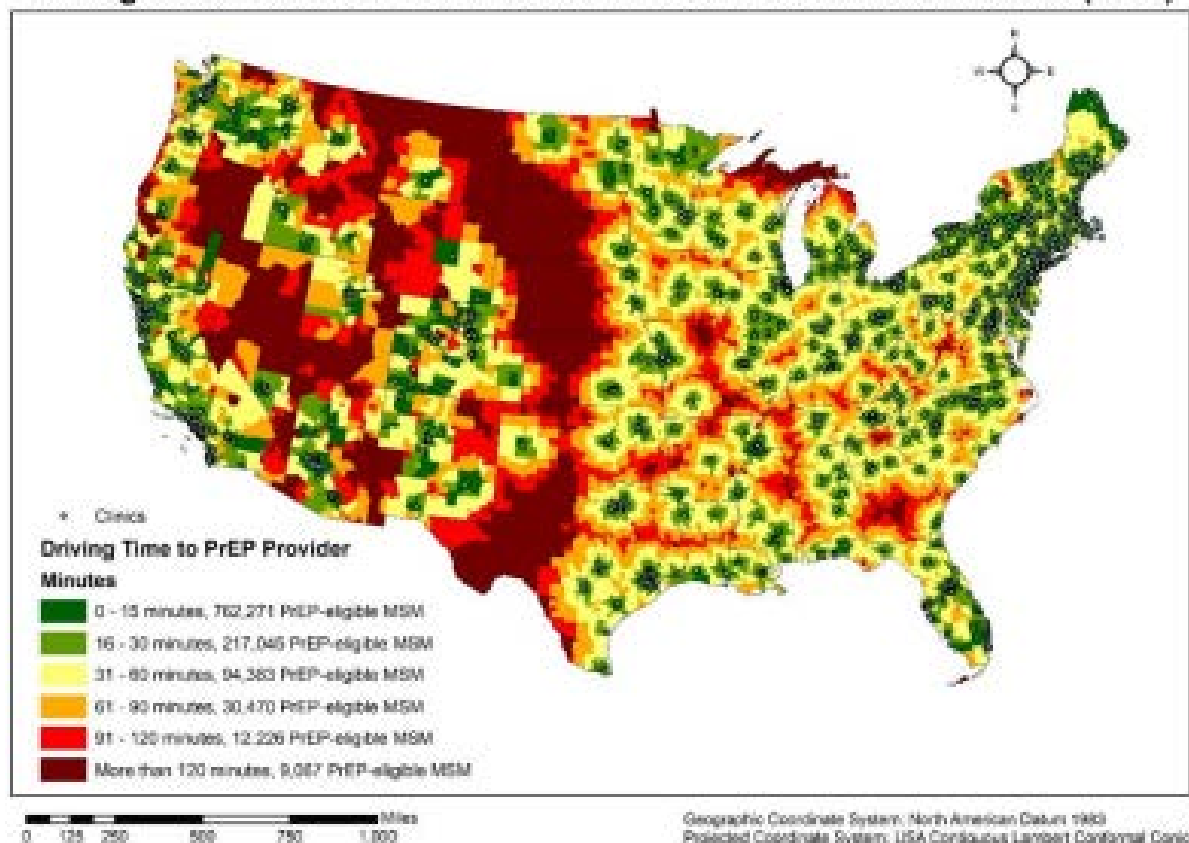 N
W E
S
Clinics
Driving Time to PrEP Provider
Minutes
0 - 15 minutes, 762,271 PrEP-eligible MSM
16 - 30 minutes, 217,045 PrEP-eligible MSM
31 - 60 minutes, 94,383 PrEP-eligible MSM
61 - 90 minutes, 30,470 PrEP-eligible MSM
91 - 120 minutes, 12,226 PrEP-eligible MSM
More than 120 minutes, PrEP-eligible MSM
Miles
0 125 250 500 750 1,000
Geographic Coordinate System: North American Datum 1983
Projected Coordinate System: USA Contiguous Lambert Conformal Conic